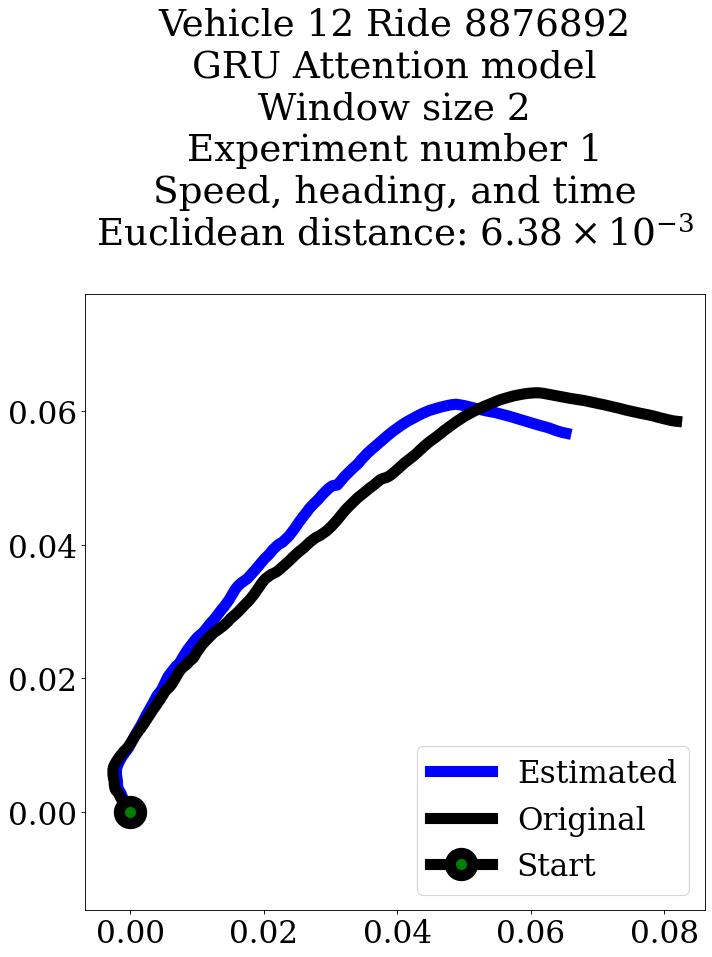 Vehicle 12 Ride 8876892
GRU Attention model
Window size 2
Experiment number 1
Speed, heading, and time
Euclidean distance: 6.38 × 10⁻³
0.06
0.04
0.02
0.00
Estimated
Original
Start
0.00 0.02 0.04 0.06 0.08